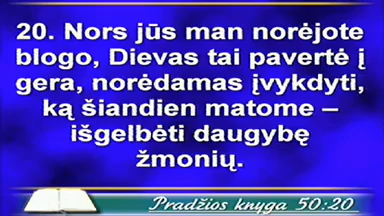 20. Nors jūs man norėjote
blogo, Dievas tai pavertė į
gera, norėdamas įvykdyti,
ką šiandien matome –
išgelbėti daugybę
žmonių.
Pradžios knyga 50:20